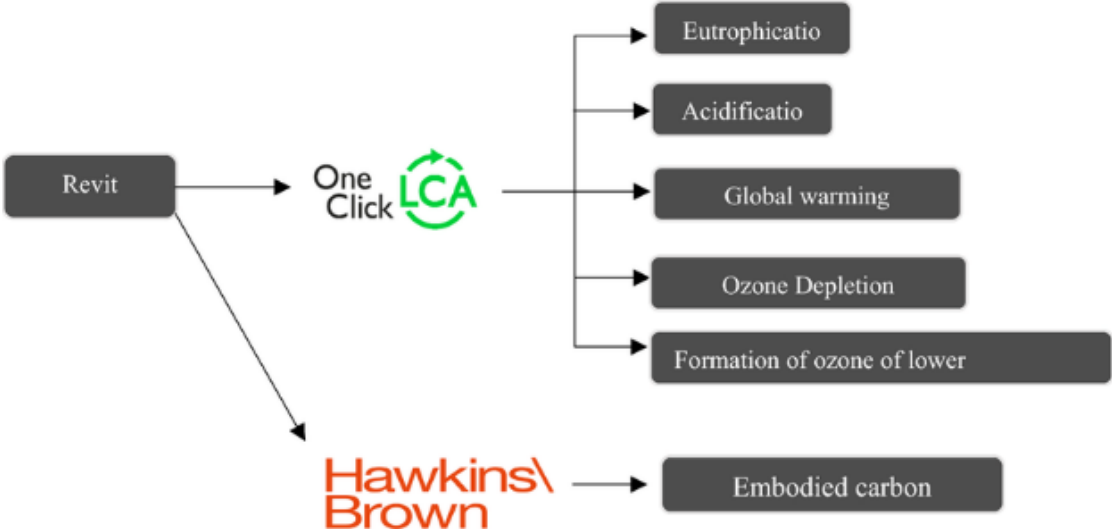 Eutrophicatio
Acidificatio
Revit
One
Click LCA
Global warming
Ozone Depletion
Formation of ozone of lower
Hawkins\
Brown
Embodied carbon